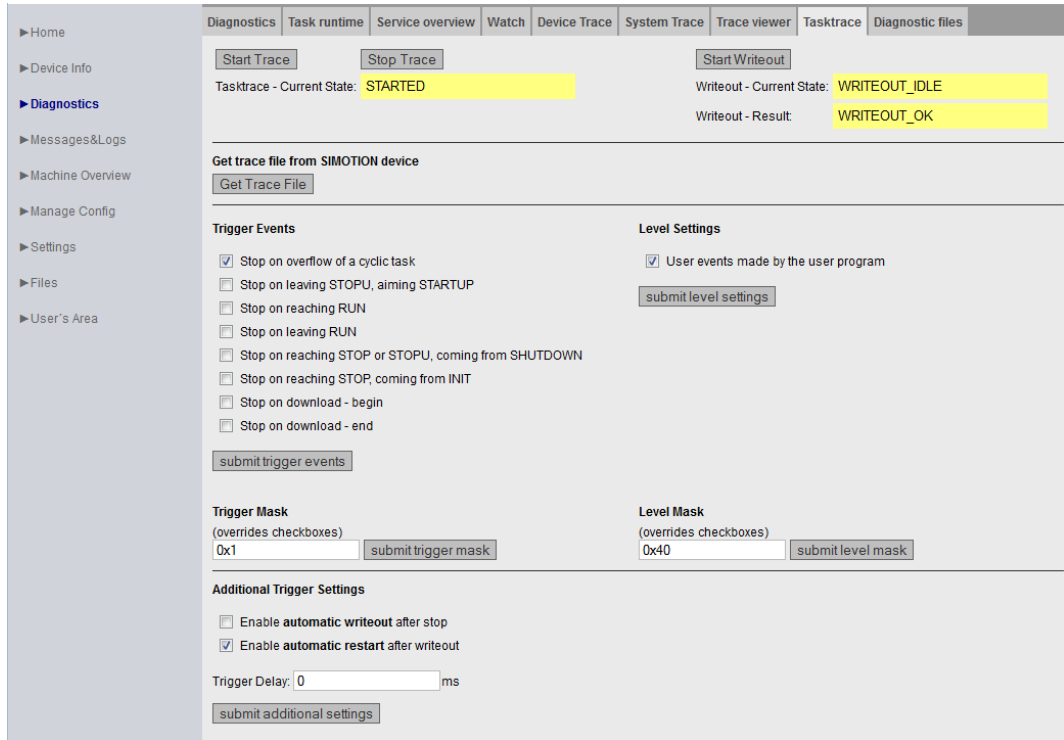 ►Home
►Device Info
►Diagnostics
►Messages&Logs
►Machine Overview
►Manage Config
►Settings
►Files
►User´s Area
Diagnostics Task runtime Service overview Watch Device Trace System Trace Trace viewer Tasktrace Diagnostic files
Start Trace Stop Trace Start Writeout
Tasktrace - Current State: STARTED Writeout - Current State: WRITEOUT_IDLE
Writeout - Result: WRITEOUT_OK
Get trace file from SIMOTION device
Get Trace File
Trigger Events Level Settings
Stop on overflow of a cyclic task User events made by the user program
Stop on leaving STOPU, aiming STARTUP
submit level settings
Stop on reaching RUN
Stop on leaving RUN
Stop on reaching STOP or STOPU, coming from SHUTDOWN
Stop on reaching STOP, coming from INIT
Stop on download - begin
Stop on download - end
submit trigger events
Trigger Mask Level Mask
(overrides checkboxes) (overrides checkboxes)
0x1 submit trigger mask 0x40 submit level mask
Additional Trigger Settings
Enable automatic writeout after stop
Enable automatic restart after writeout
Trigger Delay: 0 ms
submit additional settings